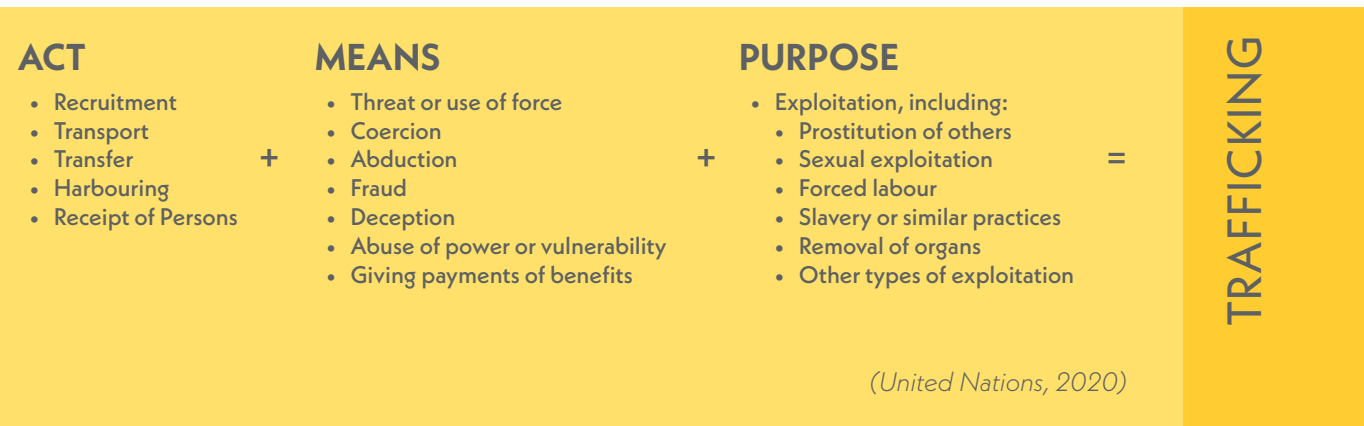 ACT
• Recruitment
• Transport
• Transfer
• Harbouring
• Receipt of Persons
+
MEANS
• Threat or use of force
• Coercion
• Abduction
• Fraud
• Deception
• Abuse of power or vulnerability
• Giving payments of benefits
+
PURPOSE
• Exploitation, including:
• Prostitution of others
• Sexual exploitation
• Forced labour
• Slavery or similar practices
• Removal of organs
• Other types of exploitation
=
TRAFFICKING
(United Nations, 2020)